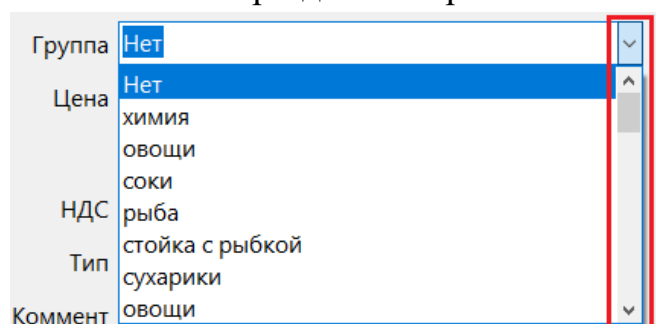 Группа Нет
Нет
Цена
химия
овощи
соки
НДС рыба
стойка с рыбкой
Тип
сухарики
Коммент овощи